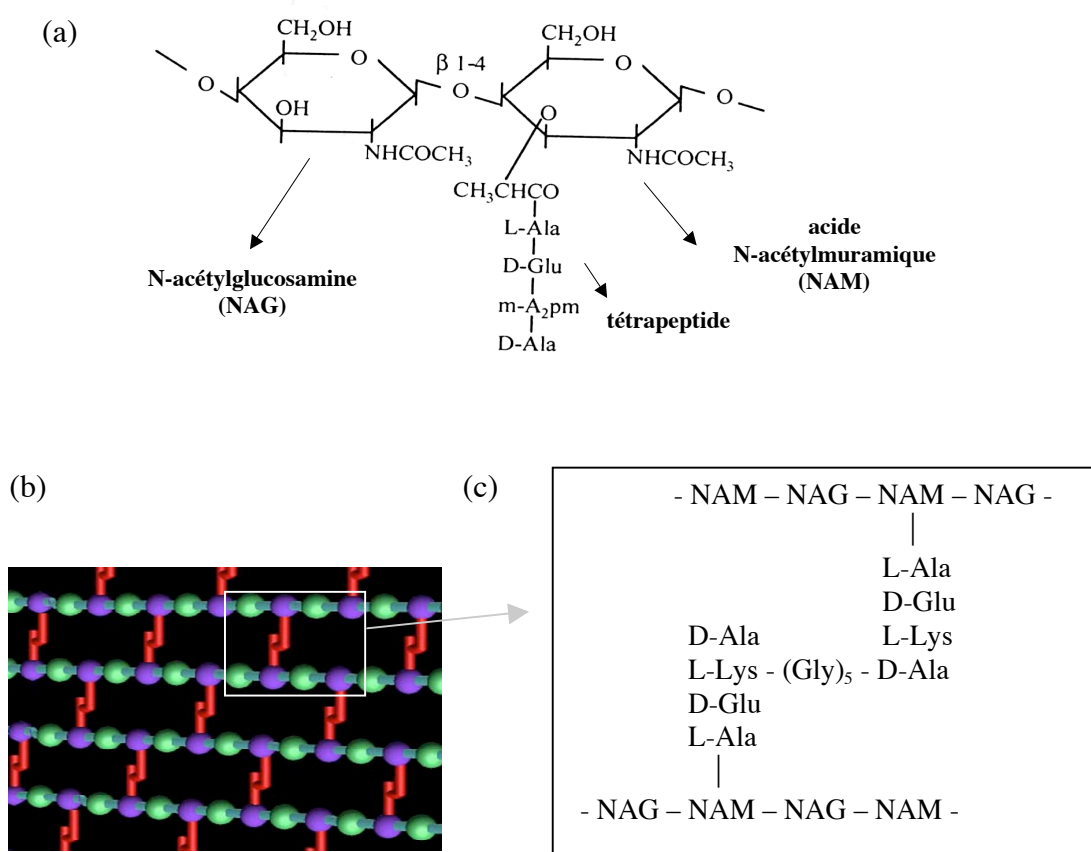 (a)
CH₂OH
CH₂OH
O
β 1-4
O
O
O
O
OH
O
NHCOCH₃
NHCOCH₃
CH₃CHCO
L-Ala
D-Glu
m-A₂pm
D-Ala
N-acétylglucosamine
(NAG)
acide
N-acétylmuramique
(NAM)
tétrapeptide
(b)
(c)
- NAM – NAG – NAM – NAG -
L-Ala
D-Glu
D-Ala L-Lys
L-Lys - (Gly)₅ - D-Ala
D-Glu
L-Ala
- NAG – NAM – NAG – NAM -